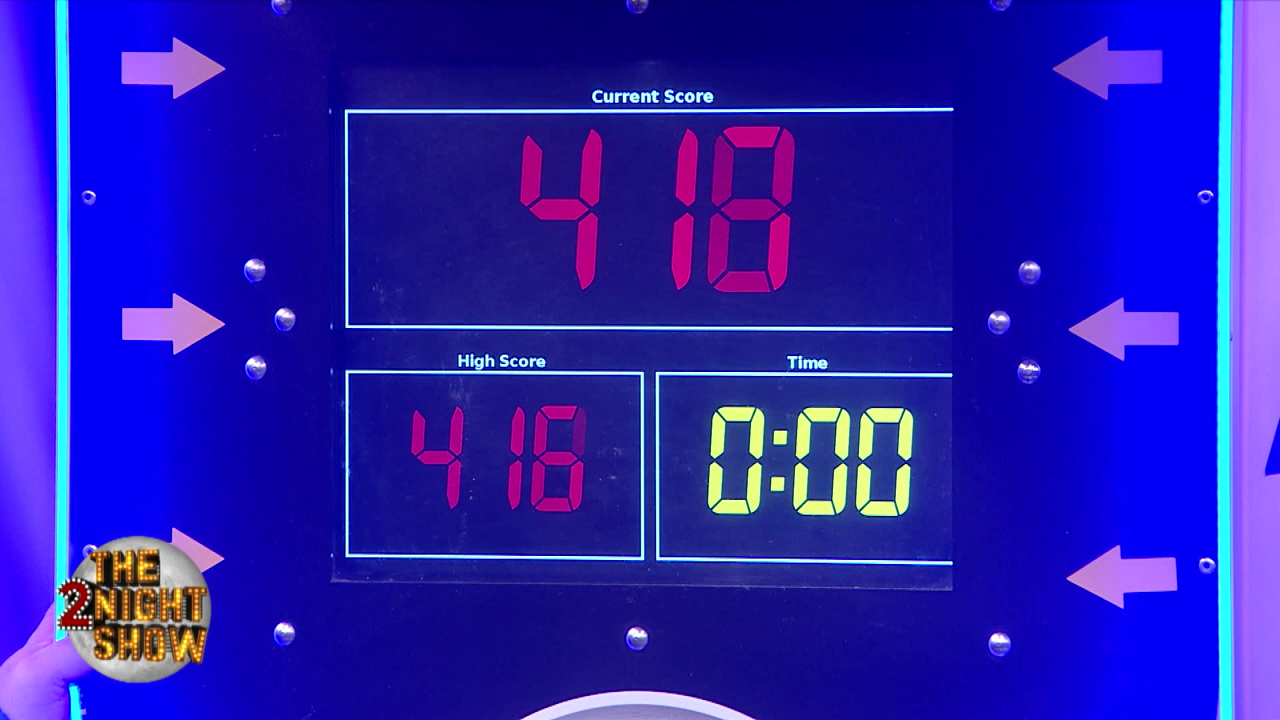 Current Score
418
High Score
Time
418
0:00
THE
2NIGHT
SHOW